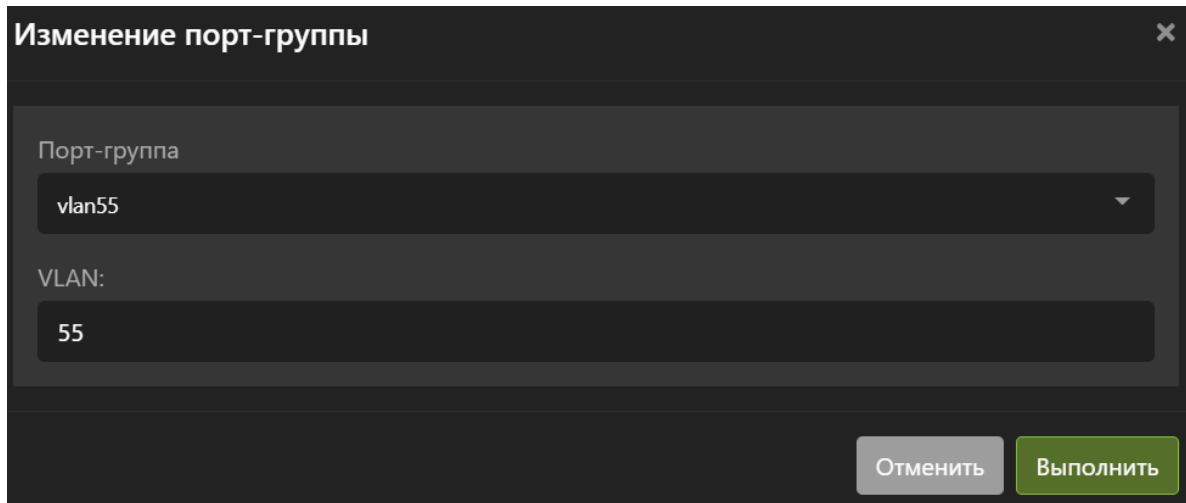 Изменение порт-группы
Порт-группа
vlan55
VLAN:
55
Отменить Выполнить